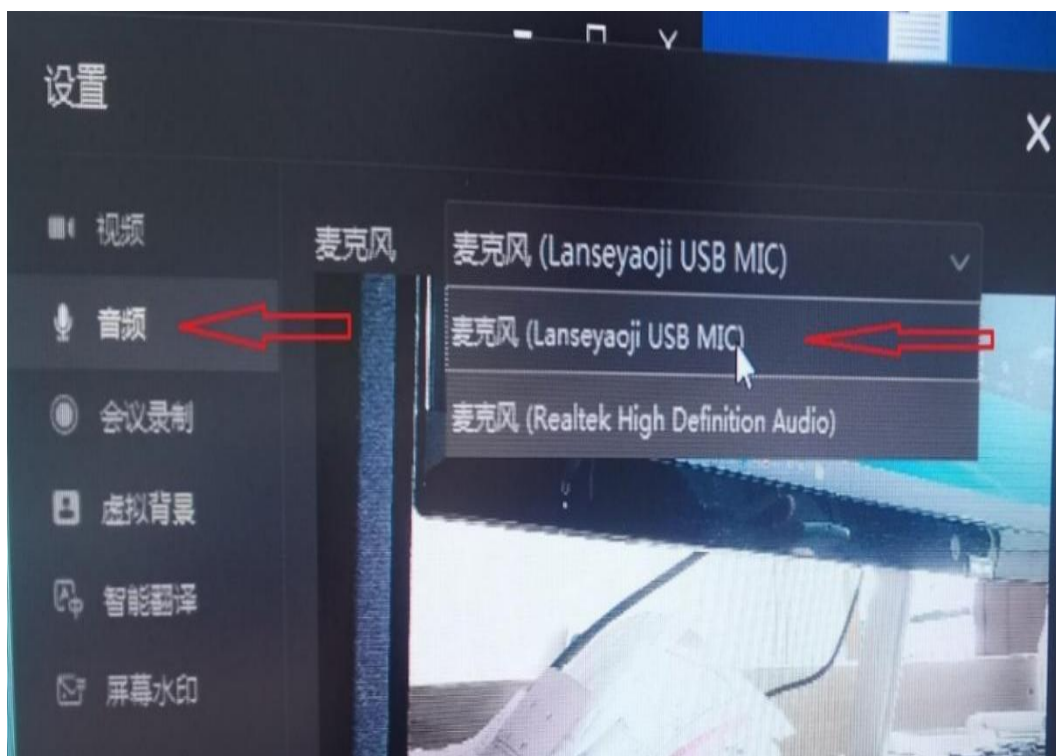 设置
视频
麦克风
麦克风 (Lanseyaoji USB MIC)
音频
麦克风 (Lanseyaoji USB MIC)
会议录制
麦克风 (Realtek High Definition Audio)
虚拟背景
智能翻译
屏幕水印